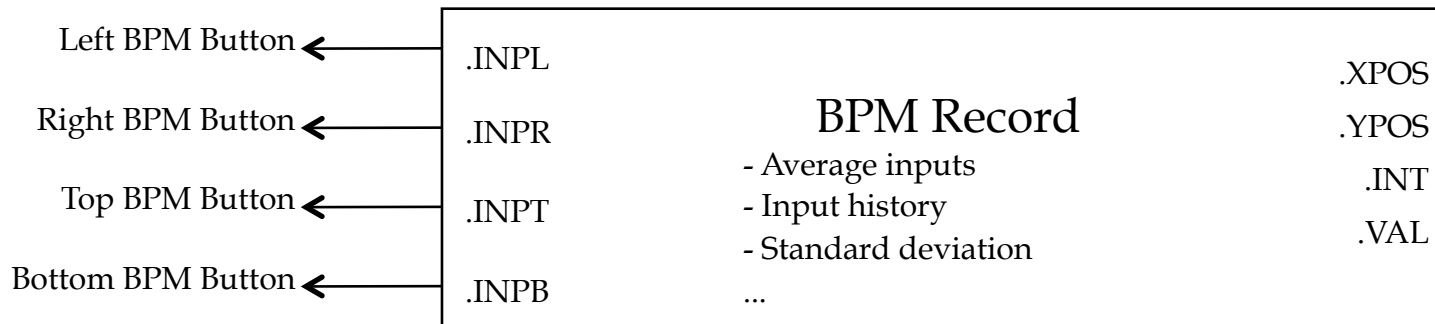 Left BPM Button
Right BPM Button
Top BPM Button
Bottom BPM Button
.INPL
.INPR
.INPT
.INPB
BPM Record
- Average inputs
- Input history
- Standard deviation
...
.XPOS
.YPOS
.INT
.VAL